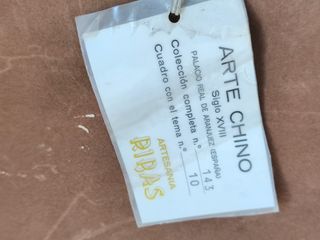 ARTE CHINO
Siglo XVIII
PALACIO REAL DE ARANJUEZ (ESPAÑA)
Colección completa n.º 143
Cuadro con el tema n.º 10
ARTESANIA
RIBAS